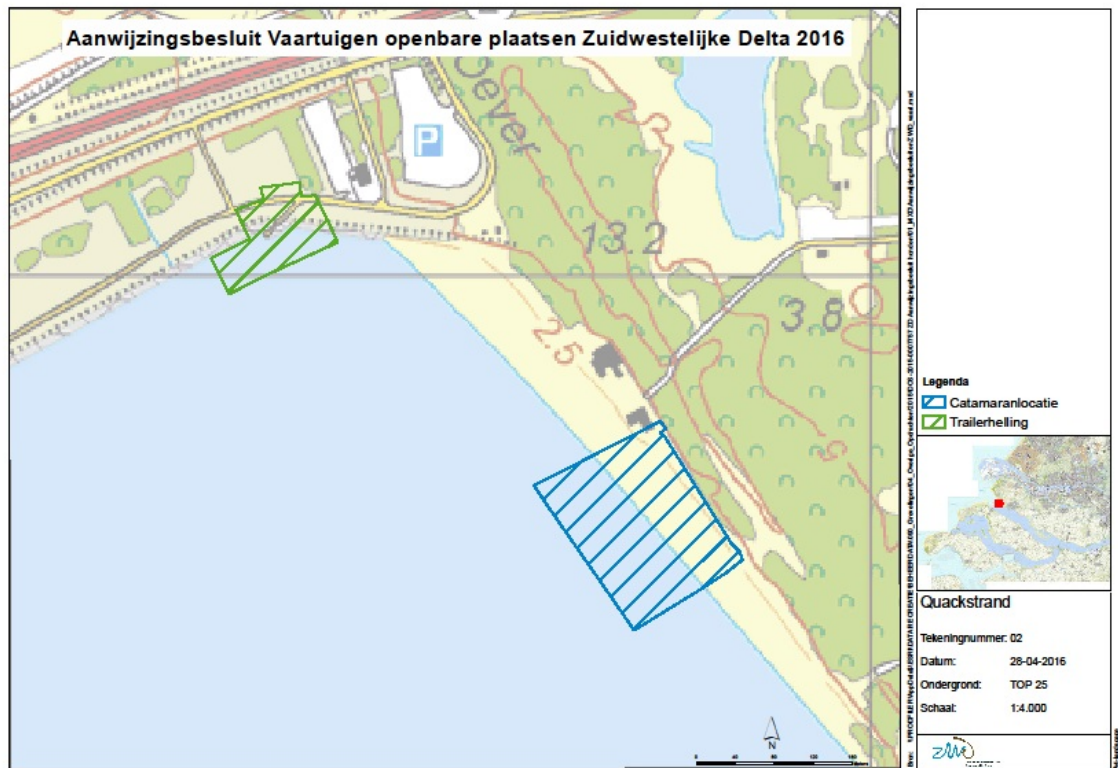 Aanwijzingsbesluit Vaartuigen openbare plaatsen Zuidwestelijke Delta 2016
P
Oever
13.2
2.5
3.8
5
N
Legenda
Catamaranlocatie
Trailerhelling
Quackstrand
Tekeningnummer: 02
Datum: 28-04-2016
Ondergrond: TOP 25
Schaal: 1:4.000